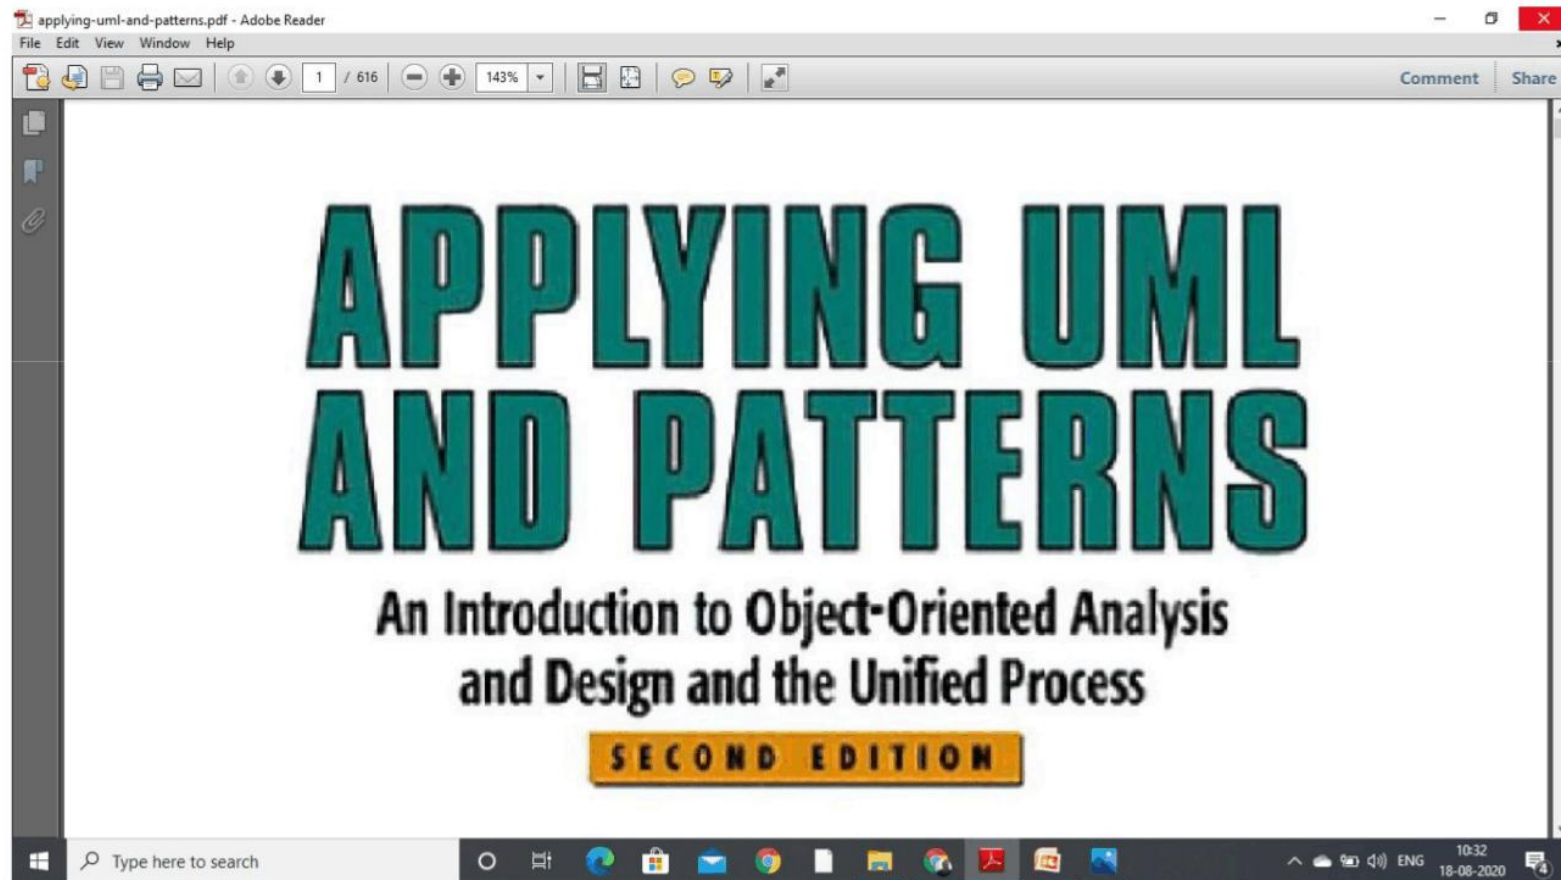 applying-uml-and-patterns.pdf - Adobe Reader
File Edit View Window Help
1 / 616 143% Comment Share
APPLYING UML
AND PATTERNS
An Introduction to Object-Oriented Analysis
and Design and the Unified Process
SECOND EDITION
Type here to search
ENG
10:32
18-08-2020
4